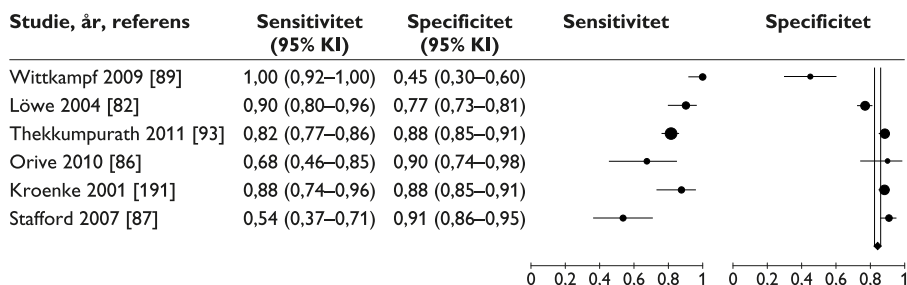 Studie, år, referens Sensitivitet (95% KI) Specificitet (95% KI) Sensitivitet Specificitet
Wittkampf 2009 [89] 1,00 (0,92–1,00) 0,45 (0,30–0,60)
Löwe 2004 [82] 0,90 (0,80–0,96) 0,77 (0,73–0,81)
Thekkumpurath 2011 [93] 0,82 (0,77–0,86) 0,88 (0,85–0,91)
Orive 2010 [86] 0,68 (0,46–0,85) 0,90 (0,74–0,98)
Kroenke 2001 [191] 0,88 (0,74–0,96) 0,88 (0,85–0,91)
Stafford 2007 [87] 0,54 (0,37–0,71) 0,91 (0,86–0,95)
0 0,2 0,4 0,6 0,8 1 0 0,2 0,4 0,6 0,8 1